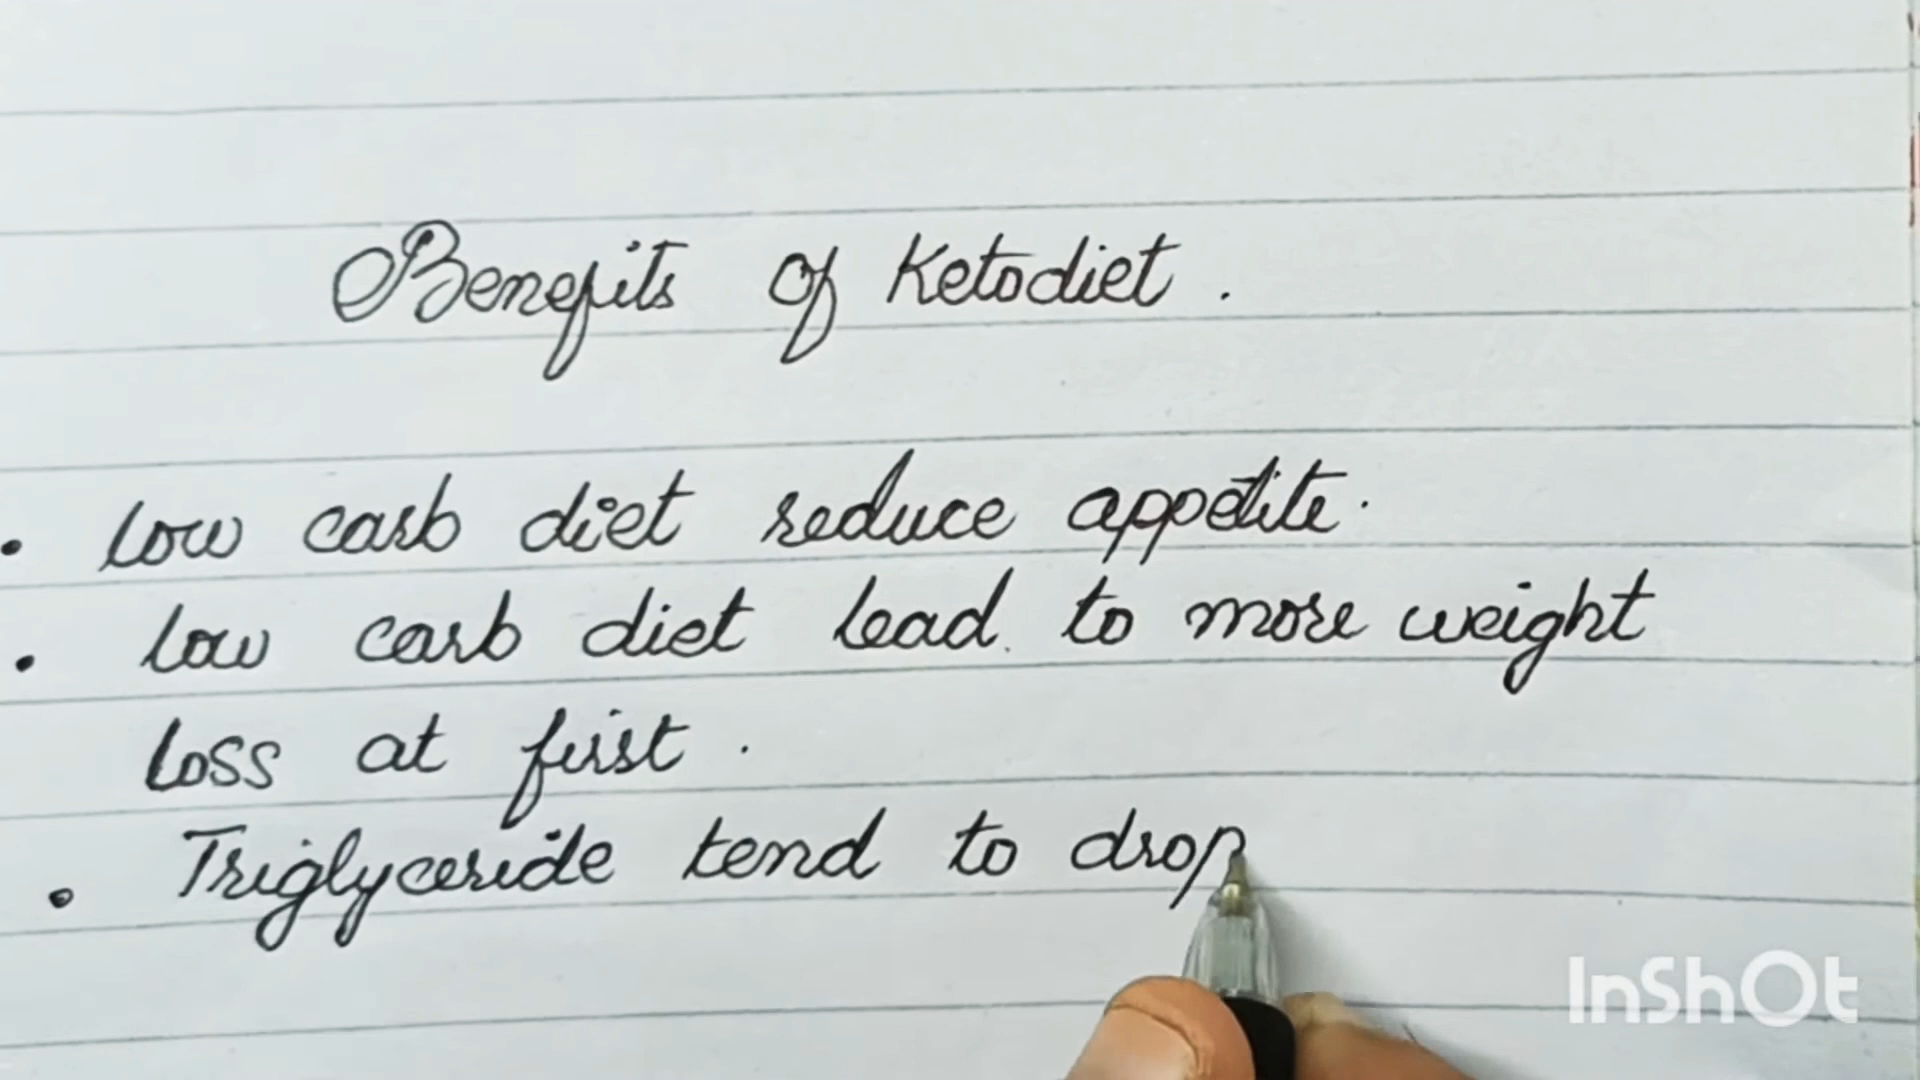 Benefits Of Ketodiet .
• low carb diet reduce appetite.
• low carb diet lead to more weight
loss at first .
• Triglyceride tend to drop
InShOt